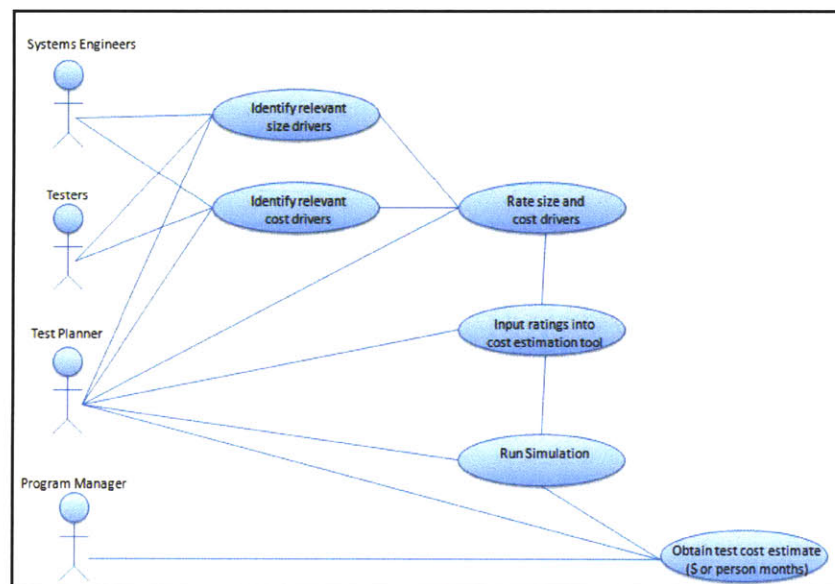 Systems Engineers
Identify relevant
size drivers
Testers
Identify relevant
cost drivers
Rate size and
cost drivers
Test Planner
Input ratings into
cost estimation tool
Run Simulation
Program Manager
Obtain test cost estimate
($ or person months)